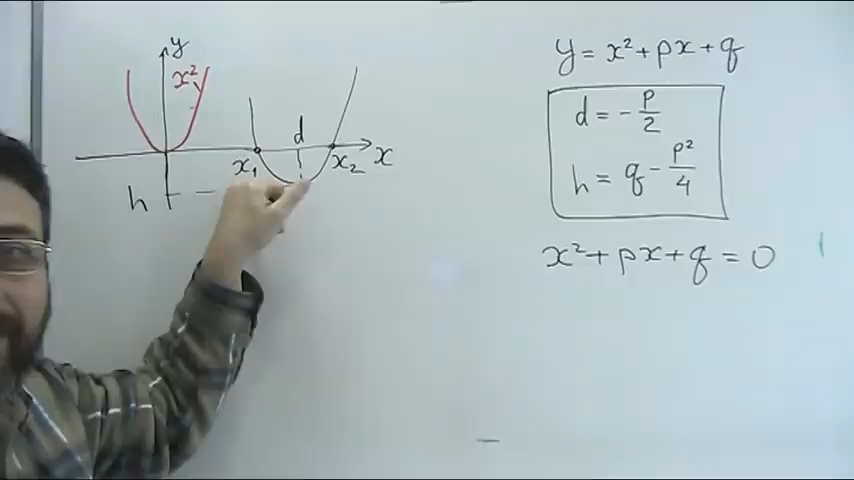 y
x²
d
x₁
x₂
x
h
y = x² + px + q
d = - p/2
h = q - p²/4
x² + px + q = 0